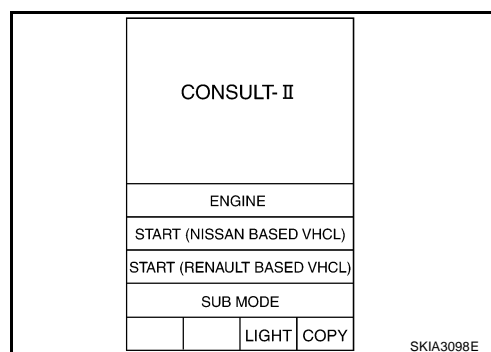 CONSULT- II
ENGINE
START (NISSAN BASED VHCL)
START (RENAULT BASED VHCL)
SUB MODE
LIGHT COPY
SKIA3098E